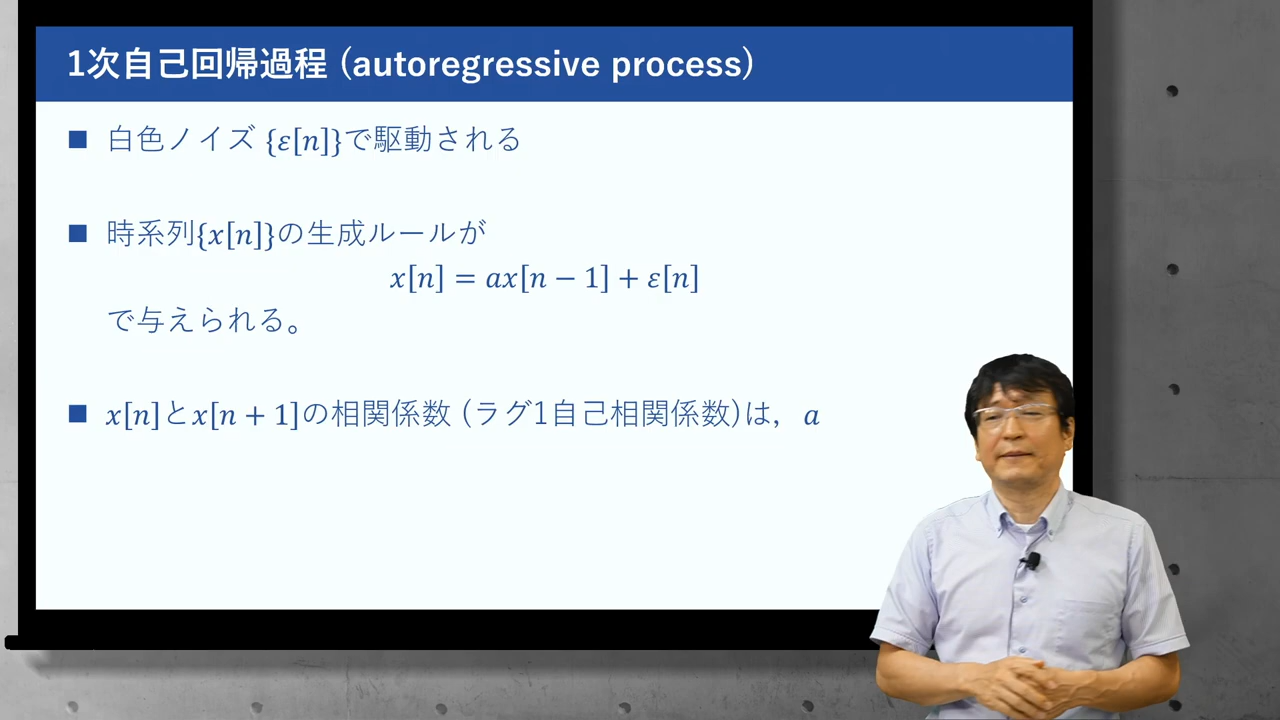 1次自己回帰過程 (autoregressive process)
■ 白色ノイズ {ε[n]}で駆動される
■ 時系列{x[n]}の生成ルールが
x[n] = ax[n − 1] + ε[n]
で与えられる。
■ x[n]とx[n + 1]の相関係数 (ラグ1自己相関係数)は，a